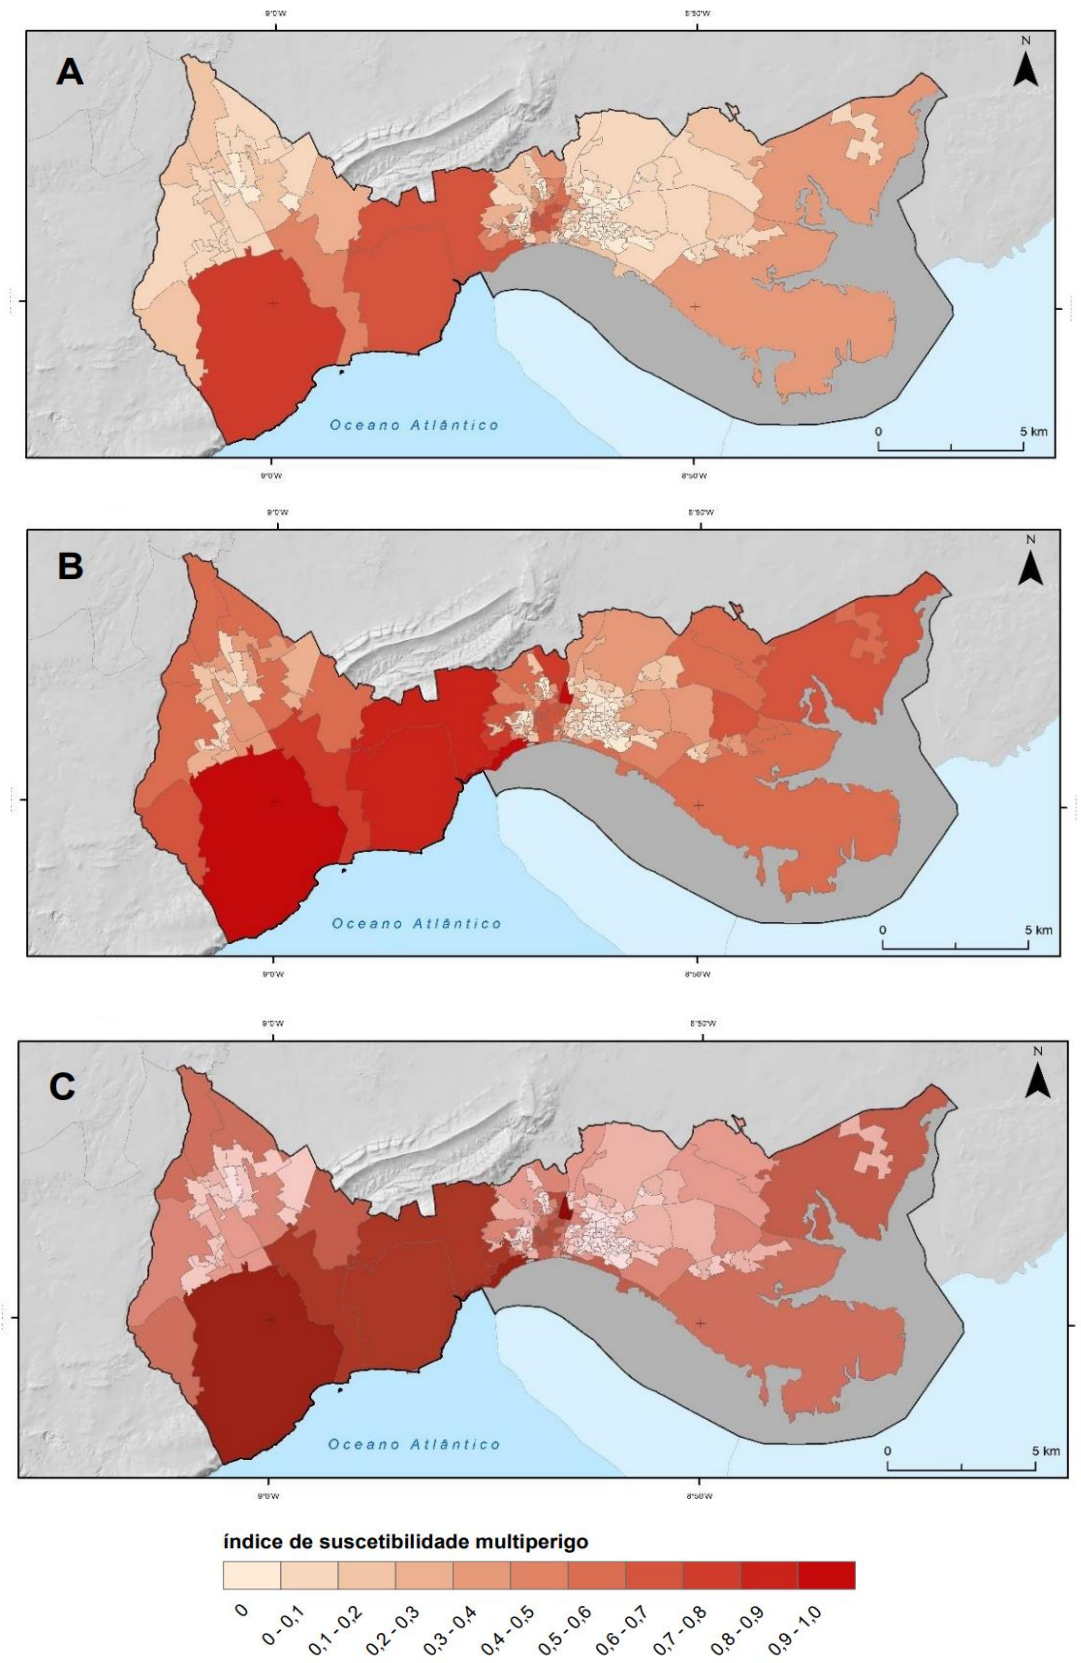 9°0'W 8°50'W
A
N
Oceano Atlântico
0 5 km
9°0'W 8°50'W
9°0'W 8°50'W
B
N
Oceano Atlântico
0 5 km
9°0'W 8°50'W
9°0'W 8°50'W
C
N
Oceano Atlântico
0 5 km
9°0'W 8°50'W
índice de suscetibilidade multiperigo
0 0 - 0,1 0,1 - 0,2 0,2 - 0,3 0,3 - 0,4 0,4 - 0,5 0,5 - 0,6 0,6 - 0,7 0,7 - 0,8 0,8 - 0,9 0,9 - 1,0